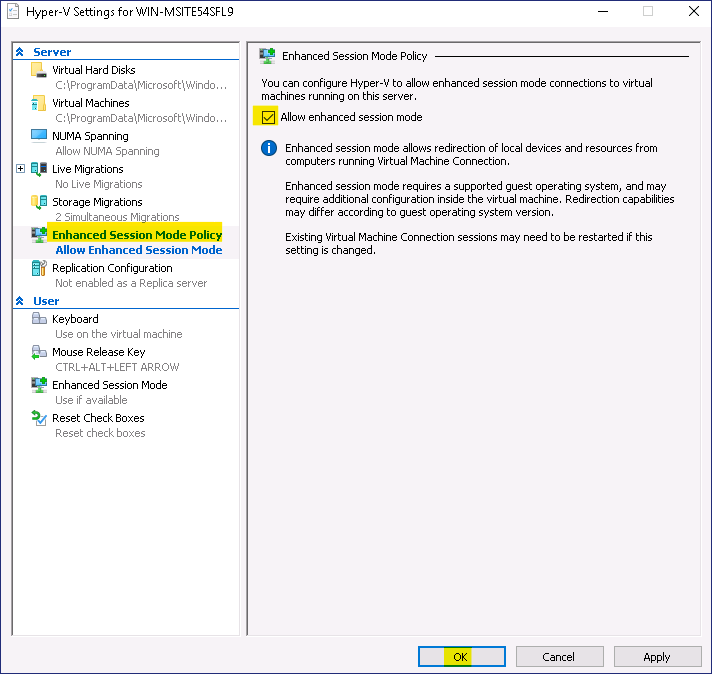 Hyper-V Settings for WIN-MSITE54SFL9
Server
Virtual Hard Disks
C:\ProgramData\Microsoft\Windo...
Virtual Machines
C:\ProgramData\Microsoft\Windo...
NUMA Spanning
Allow NUMA Spanning
Live Migrations
No Live Migrations
Storage Migrations
2 Simultaneous Migrations
Enhanced Session Mode Policy
Allow Enhanced Session Mode
Replication Configuration
Not enabled as a Replica server
User
Keyboard
Use on the virtual machine
Mouse Release Key
CTRL+ALT+LEFT ARROW
Enhanced Session Mode
Use if available
Reset Check Boxes
Reset check boxes
Enhanced Session Mode Policy
You can configure Hyper-V to allow enhanced session mode connections to virtual
machines running on this server.
Allow enhanced session mode
Enhanced session mode allows redirection of local devices and resources from
computers running Virtual Machine Connection.
Enhanced session mode requires a supported guest operating system, and may
require additional configuration inside the virtual machine. Redirection capabilities
may differ according to guest operating system version.
Existing Virtual Machine Connection sessions may need to be restarted if this
setting is changed.
OK
Cancel
Apply